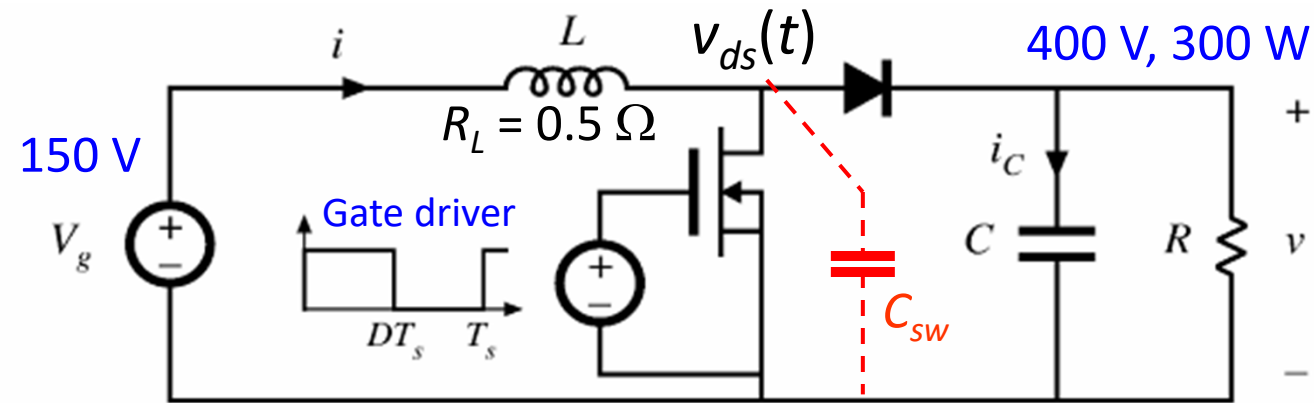 i
L
v_ds(t)
400 V, 300 W
R_L = 0.5 Ω
150 V
+
i_C
Gate driver
V_g
+
−
+
−
C
R
v
DT_s
T_s
C_sw
−